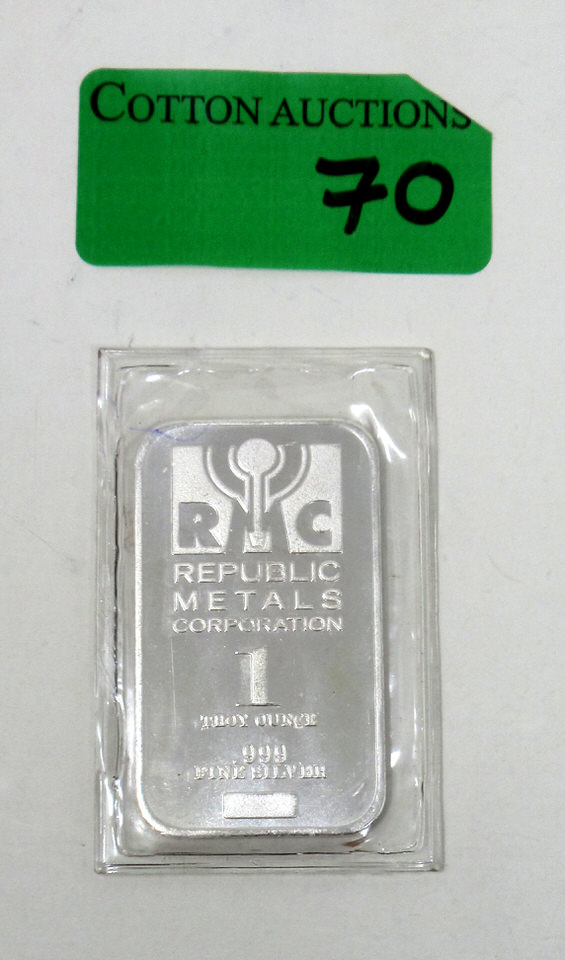 COTTON AUCTIONS
70
RMC
REPUBLIC
METALS
CORPORATION
1
TROY OUNCE
.999
FINE SILVER